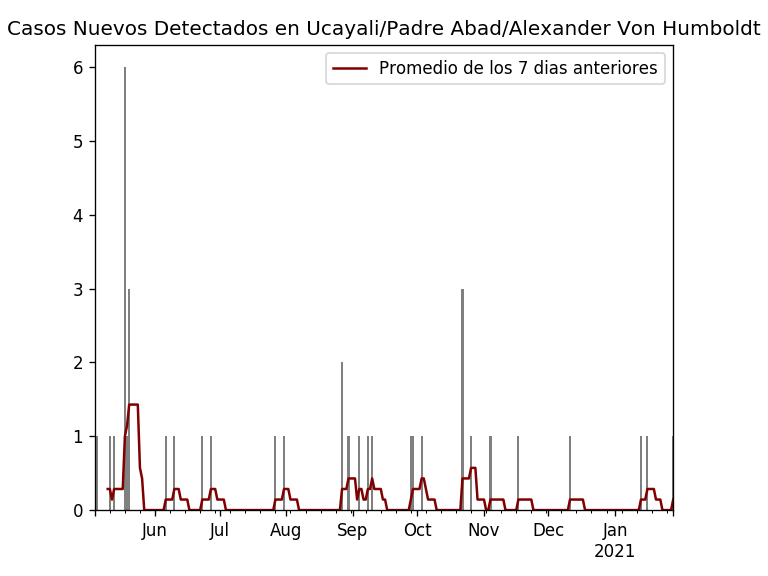 Casos Nuevos Detectados en Ucayali/Padre Abad/Alexander Von Humboldt
Promedio de los 7 dias anteriores
6
5
4
3
2
1
0
Jun Jul Aug Sep Oct Nov Dec Jan
2021